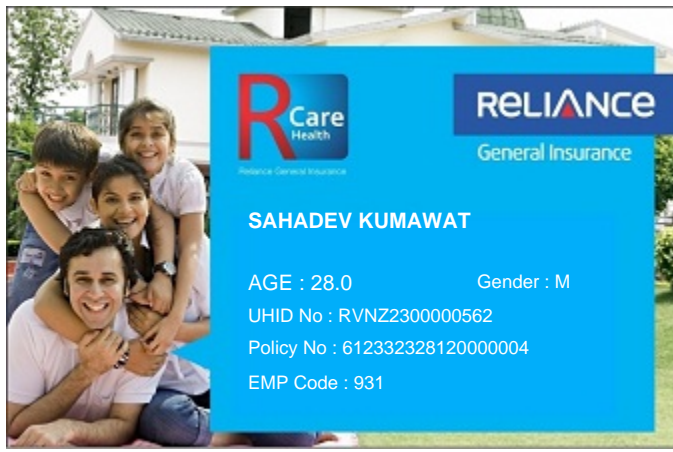 R Care
Health
Reliance General Insurance
RELIANCE
General Insurance
SAHADEV KUMAWAT
AGE : 28.0 Gender : M
UHID No : RVNZ2300000562
Policy No : 612332328120000004
EMP Code : 931